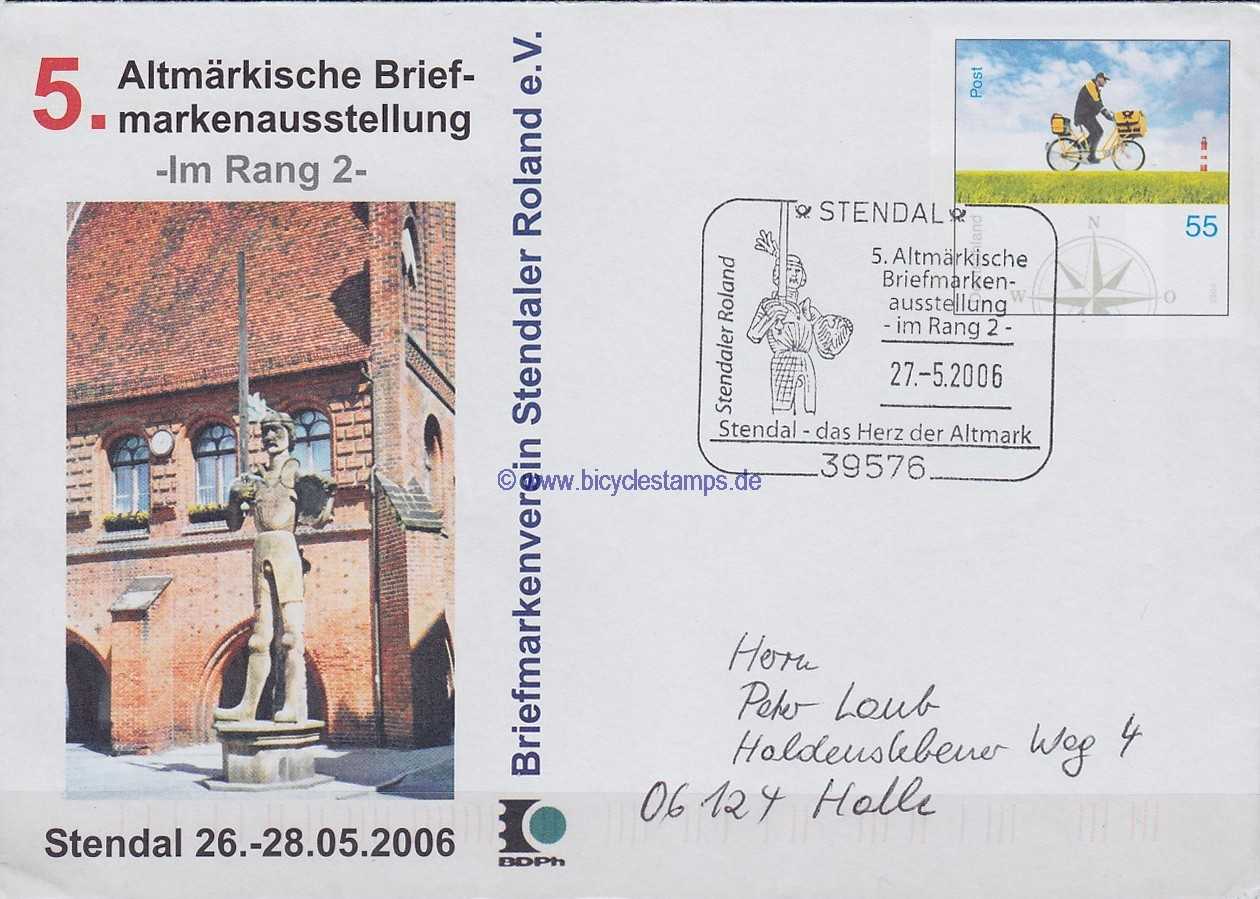 5. Altmärkische Brief-
markenausstellung
-Im Rang 2-
Briefmarkenverein Stendaler Roland e.V.
Stendal 26.-28.05.2006
BDPh
Post
55
N
W
O
STENDAL
Stendaler Roland
5. Altmärkische
Briefmarken-
ausstellung
- im Rang 2 -
27.-5.2006
Stendal - das Herz der Altmark
39576
© www.bicyclestamps.de
Herrn
Peter Laub
Haldenslebener Weg 4
06124 Halle